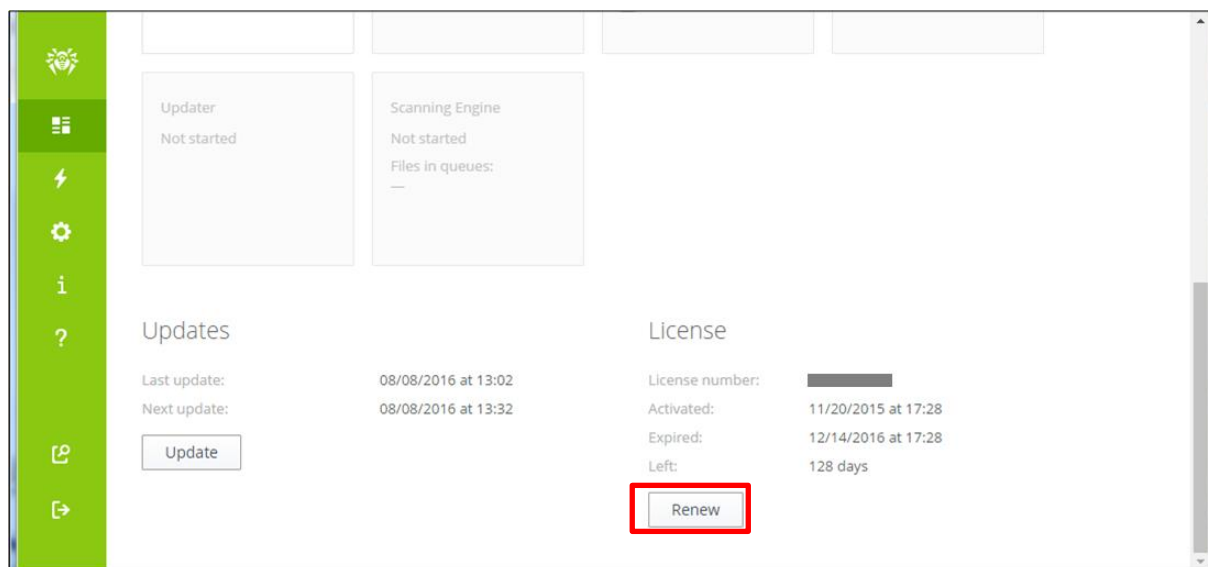 Updater
Not started
Scanning Engine
Not started
Files in queues:
—
Updates
Last update: 08/08/2016 at 13:02
Next update: 08/08/2016 at 13:32
Update
License
License number:
Activated: 11/20/2015 at 17:28
Expired: 12/14/2016 at 17:28
Left: 128 days
Renew